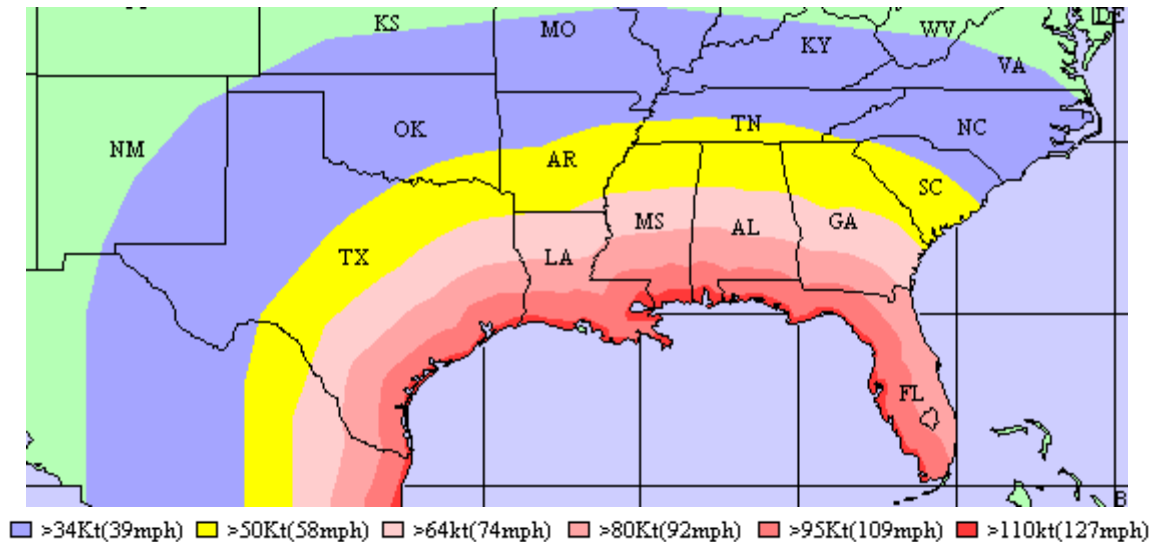 KS
MO
WV
DE
KY
VA
OK
TN
NC
NM
AR
SC
MS
AL
GA
TX
LA
FL
B
>34Kt(39mph) >50Kt(58mph) >64kt(74mph) >80Kt(92mph) >95Kt(109mph) >110kt(127mph)